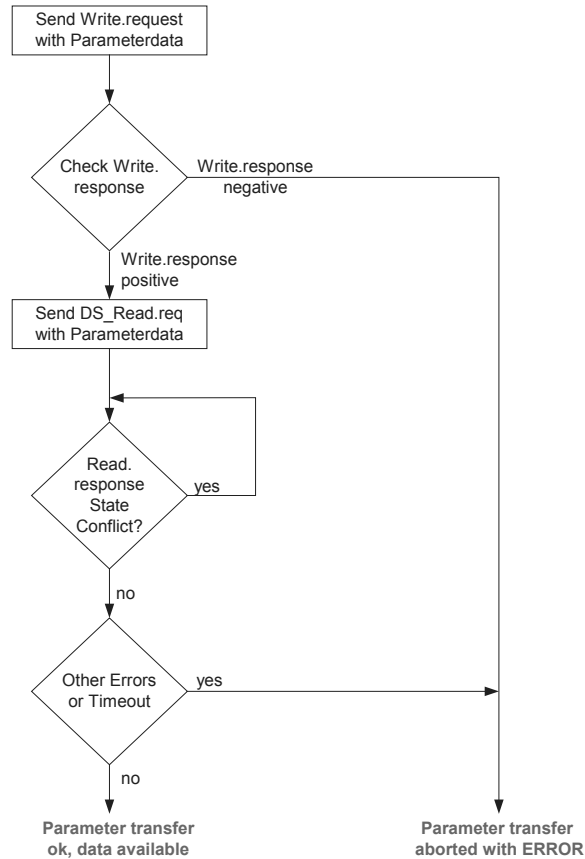 Send Write.request
with Parameterdata
Check Write.
response
Write.response
negative
Write.response
positive
Send DS_Read.req
with Parameterdata
Read.
response
State
Conflict?
yes
no
Other Errors
or Timeout
yes
no
Parameter transfer
ok, data available
Parameter transfer
aborted with ERROR